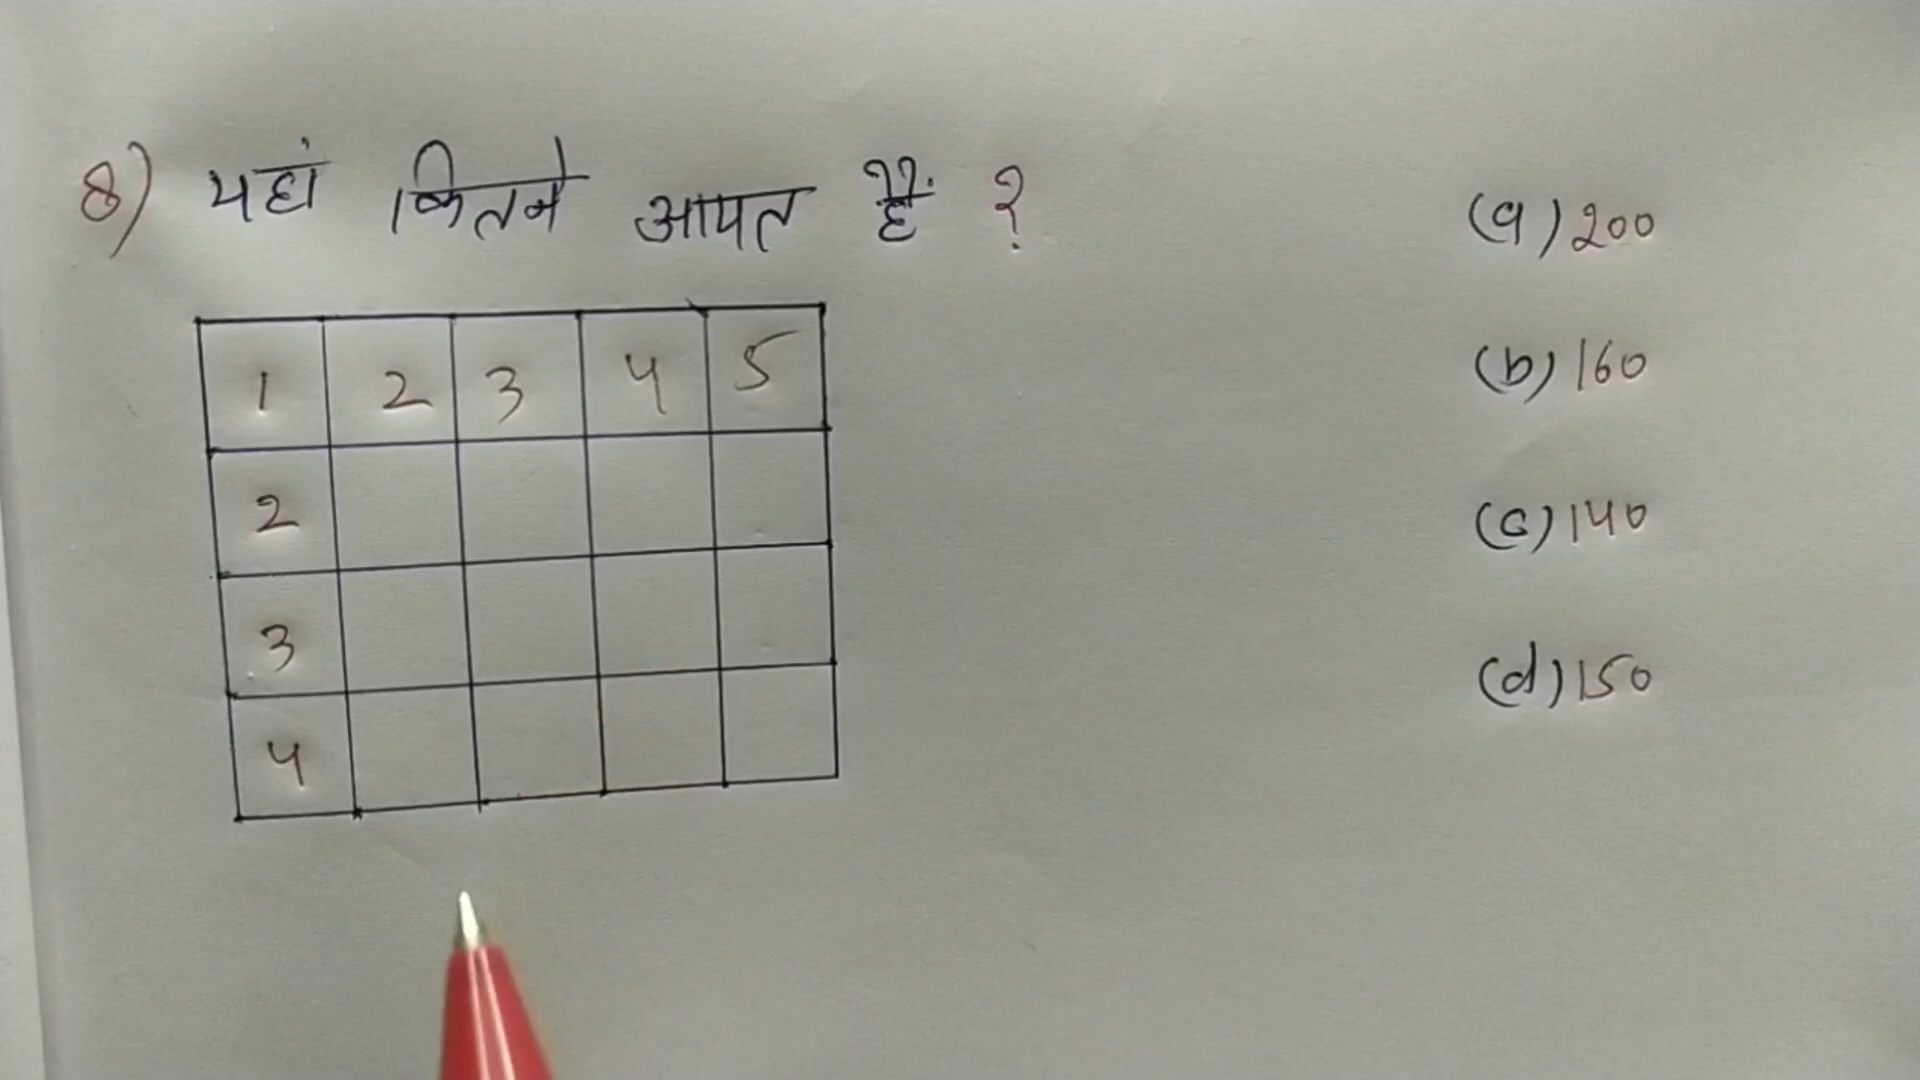 8) यहां कितने आयत हैं ?
(a) 200
(b) 160
(c) 140
(d) 150
1 2 3 4 5
2
3
4